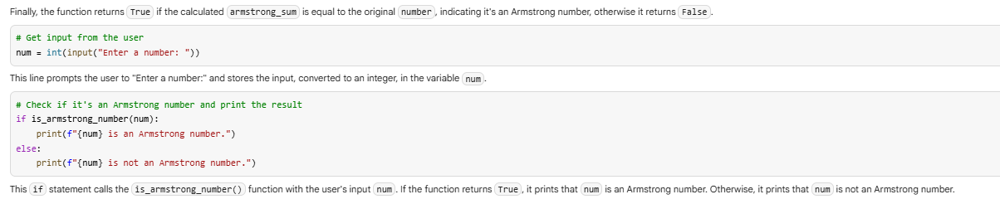 Finally, the function returns True if the calculated armstrong_sum is equal to the original number, indicating it's an Armstrong number, otherwise it returns False.
# Get input from the user
num = int(input("Enter a number: "))
This line prompts the user to "Enter a number:" and stores the input, converted to an integer, in the variable num.
# Check if it's an Armstrong number and print the result
if is_armstrong_number(num):
    print(f"{num} is an Armstrong number.")
else:
    print(f"{num} is not an Armstrong number.")
This if statement calls the is_armstrong_number() function with the user's input num. If the function returns True, it prints that num is an Armstrong number. Otherwise, it prints that num is not an Armstrong number.